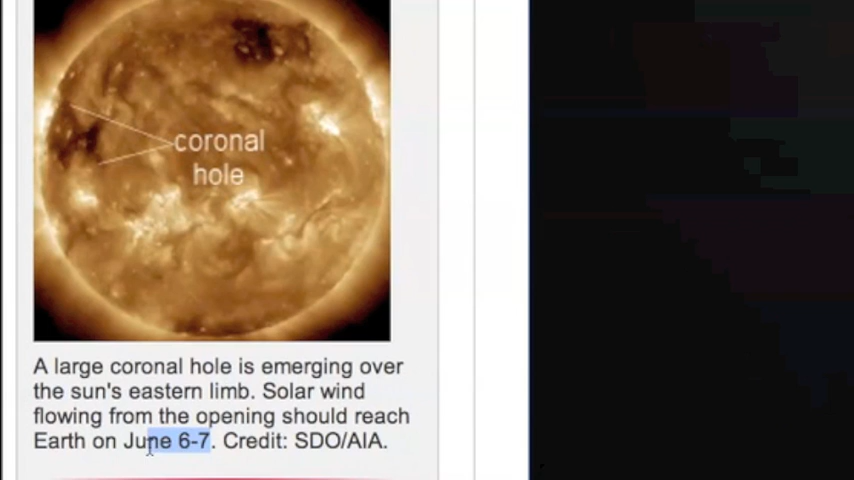 coronal
hole
A large coronal hole is emerging over
the sun's eastern limb. Solar wind
flowing from the opening should reach
Earth on June 6-7. Credit: SDO/AIA.